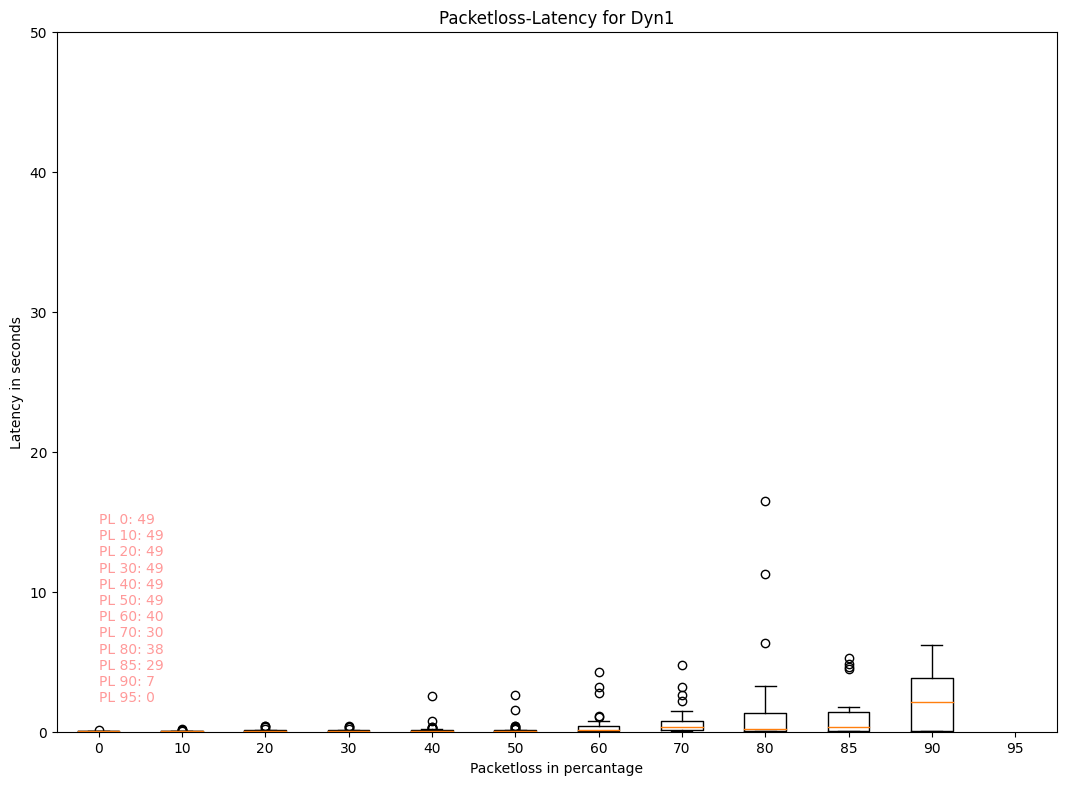 Packetloss-Latency for Dyn1
50
40
30
20
10
0
Latency in seconds
PL 0: 49
PL 10: 49
PL 20: 49
PL 30: 49
PL 40: 49
PL 50: 49
PL 60: 40
PL 70: 30
PL 80: 38
PL 85: 29
PL 90: 7
PL 95: 0
0 10 20 30 40 50 60 70 80 85 90 95
Packetloss in percantage